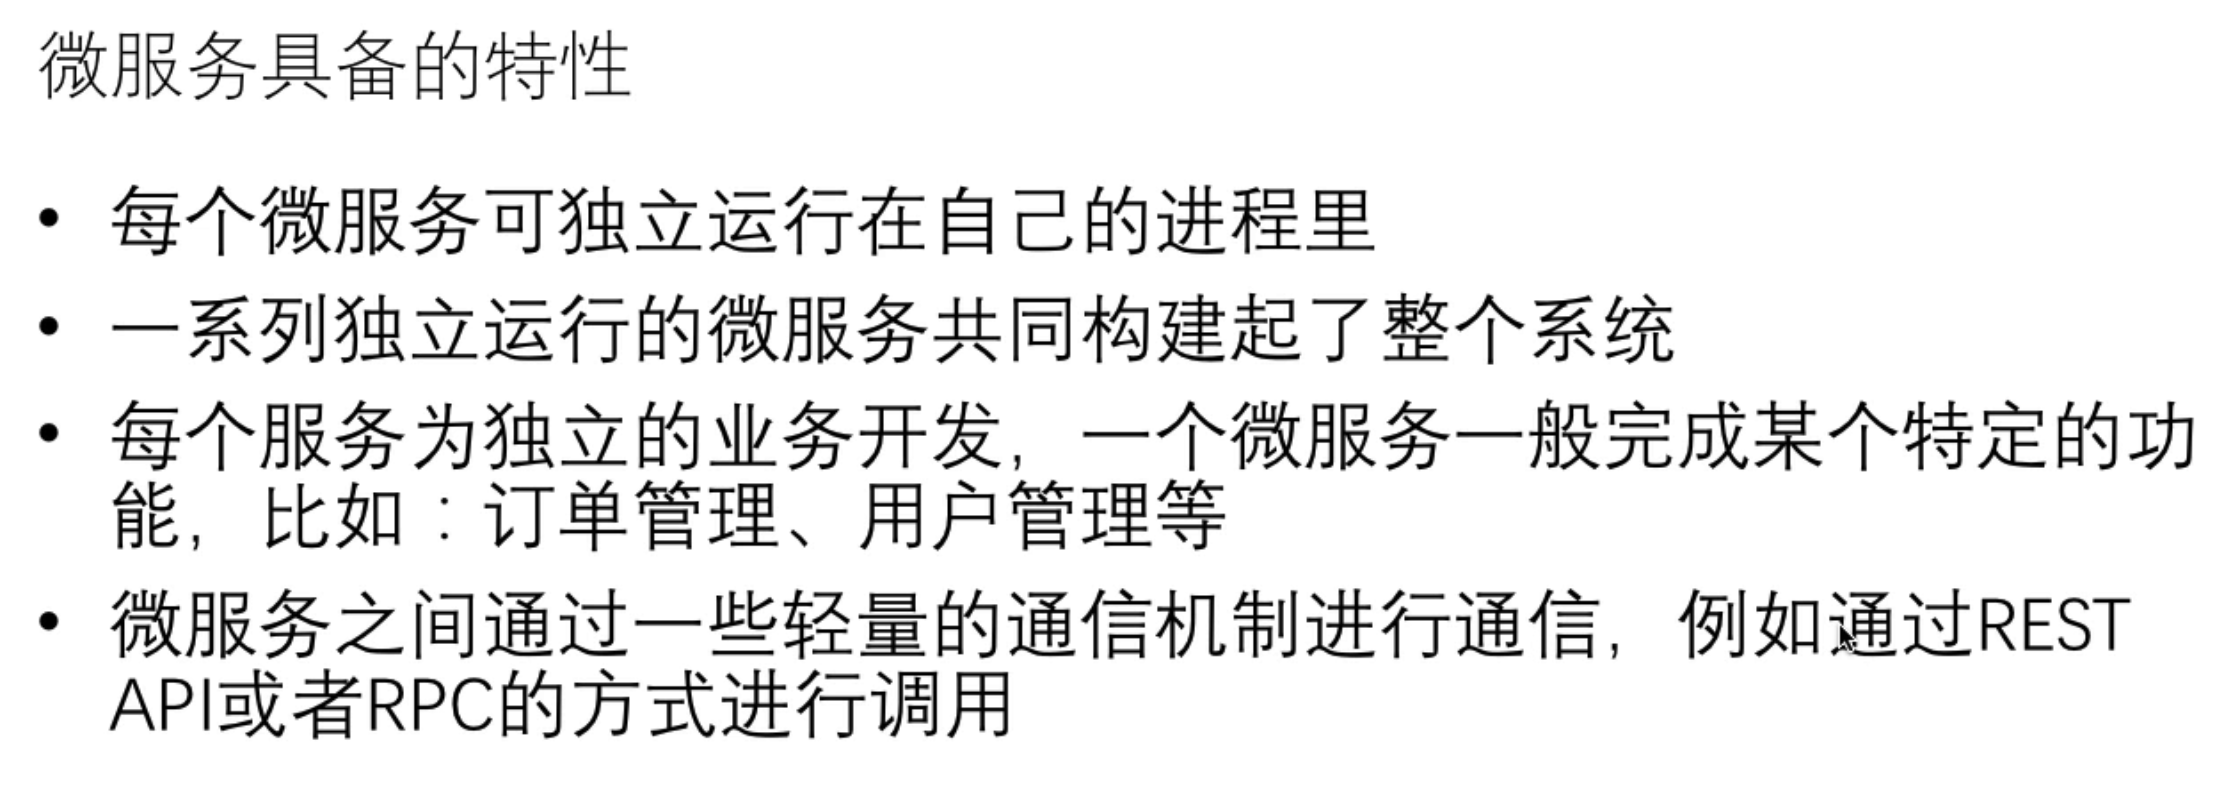 微服务具备的特性
• 每个微服务可独立运行在自己的进程里
• 一系列独立运行的微服务共同构建起了整个系统
• 每个服务为独立的业务开发，一个微服务一般完成某个特定的功
能，比如：订单管理、用户管理等
• 微服务之间通过一些轻量的通信机制进行通信，例如通过REST
API或者RPC的方式进行调用